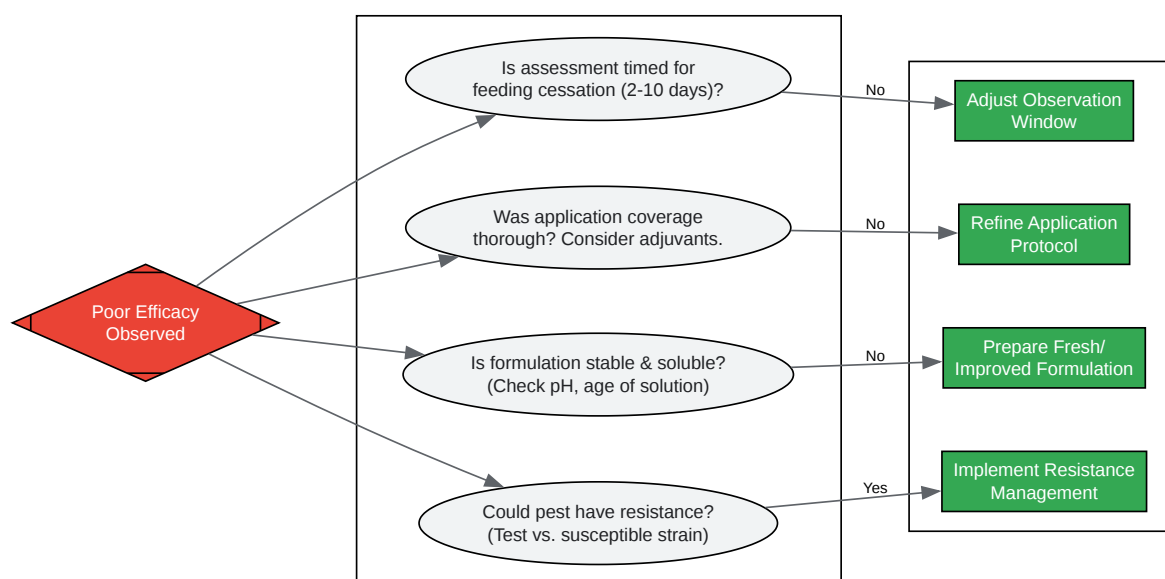 Is assessment timed for
feeding cessation (2-10 days)?
No
Adjust Observation
Window
Was application coverage
thorough? Consider adjuvants.
No
Refine Application
Protocol
Poor Efficacy
Observed
Is formulation stable & soluble?
(Check pH, age of solution)
No
Prepare Fresh/
Improved Formulation
Could pest have resistance?
(Test vs. susceptible strain)
Yes
Implement Resistance
Management